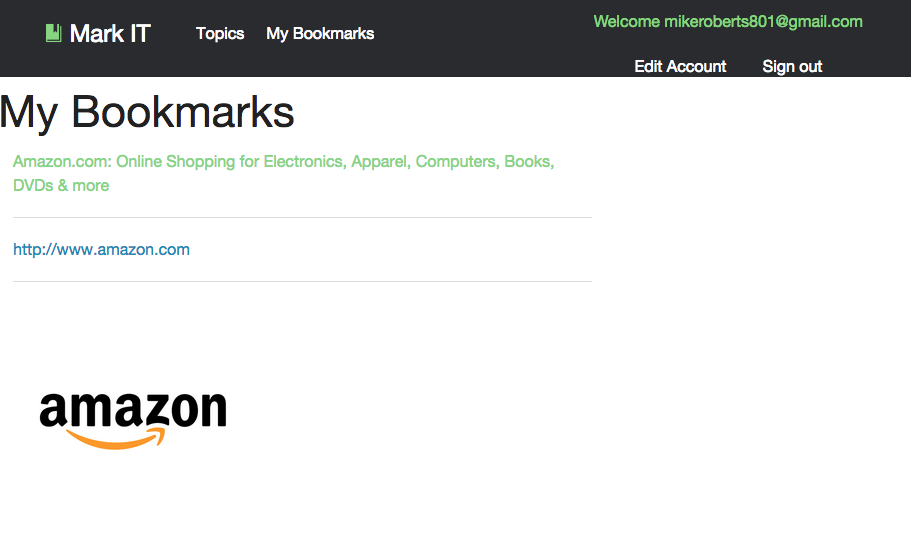 Mark IT
Topics
My Bookmarks
Welcome mikeroberts801@gmail.com
Edit Account
Sign out
My Bookmarks
Amazon.com: Online Shopping for Electronics, Apparel, Computers, Books,
DVDs & more
http://www.amazon.com
amazon